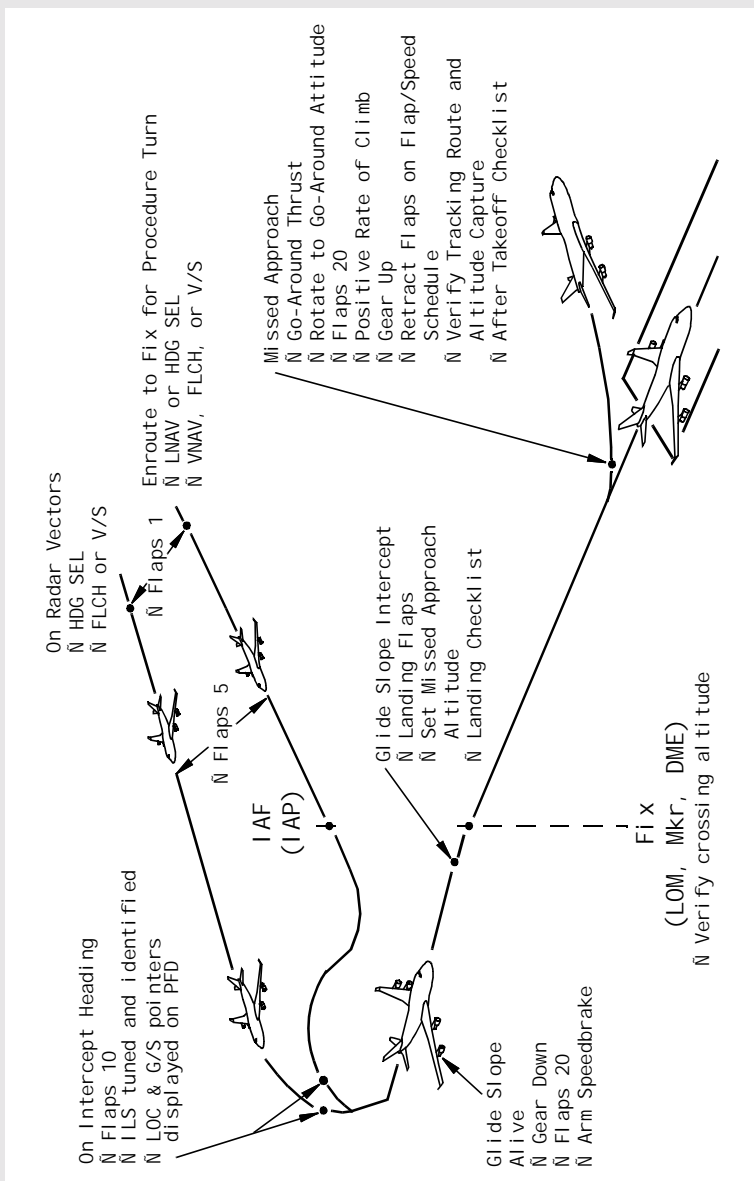 On Radar Vectors
Ñ HDG SEL
Ñ FLCH or V/S
Ñ Flaps 1
Enroute to Fix for Procedure Turn
Ñ LNAV or HDG SEL
Ñ VNAV, FLCH, or V/S
Ñ Flaps 5
On Intercept Heading
Ñ Flaps 10
Ñ ILS tuned and identified
Ñ LOC & G/S pointers
displayed on PFD
IAF
(IAP)
Missed Approach
Ñ Go-Around Thrust
Ñ Rotate to Go-Around Attitude
Ñ Flaps 20
Ñ Positive Rate of Climb
Ñ Gear Up
Ñ Retract Flaps on Flap/Speed
Schedule
Ñ Verify Tracking Route and
Altitude Capture
Ñ After Takeoff Checklist
Glide Slope Intercept
Ñ Landing Flaps
Ñ Set Missed Approach
Altitude
Ñ Landing Checklist
Glide Slope
Alive
Ñ Gear Down
Ñ Flaps 20
Ñ Arm Speedbrake
Fix
(LOM, Mkr, DME)
Ñ Verify crossing altitude